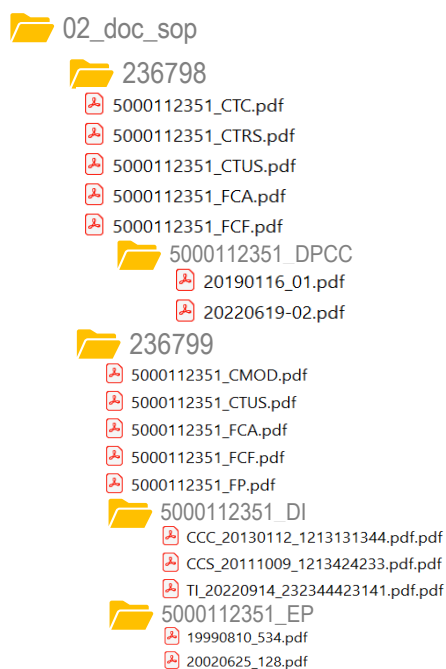 02_doc_sop
236798
5000112351_CTC.pdf
5000112351_CTRS.pdf
5000112351_CTUS.pdf
5000112351_FCA.pdf
5000112351_FCF.pdf
5000112351_DPCC
20190116_01.pdf
20220619-02.pdf
236799
5000112351_CMOD.pdf
5000112351_CTUS.pdf
5000112351_FCA.pdf
5000112351_FCF.pdf
5000112351_FP.pdf
5000112351_DI
CCC_20130112_1213131344.pdf.pdf
CCS_20111009_1213424233.pdf.pdf
TI_20220914_232344423141.pdf.pdf
5000112351_EP
19990810_534.pdf
20020625_128.pdf